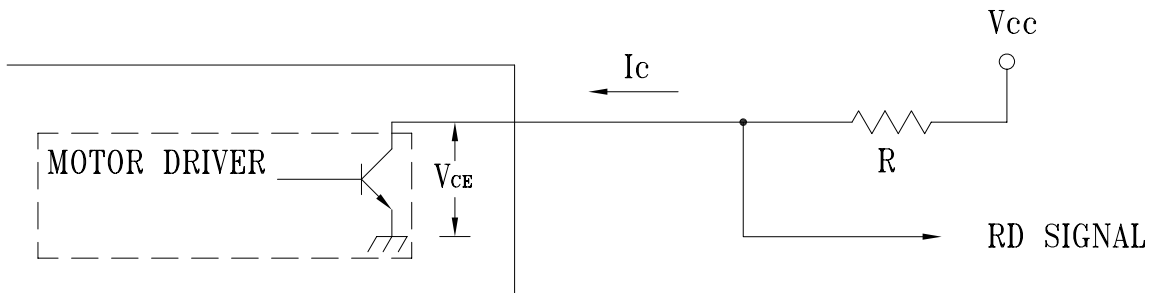 Vcc
Ic
MOTOR DRIVER
VCE
R
RD SIGNAL